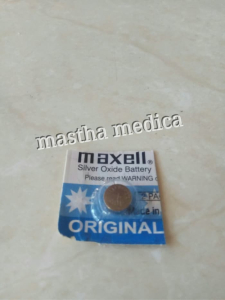 mastha medica
maxell®
Silver Oxide Battery
Please read WARNING
ORIGINAL